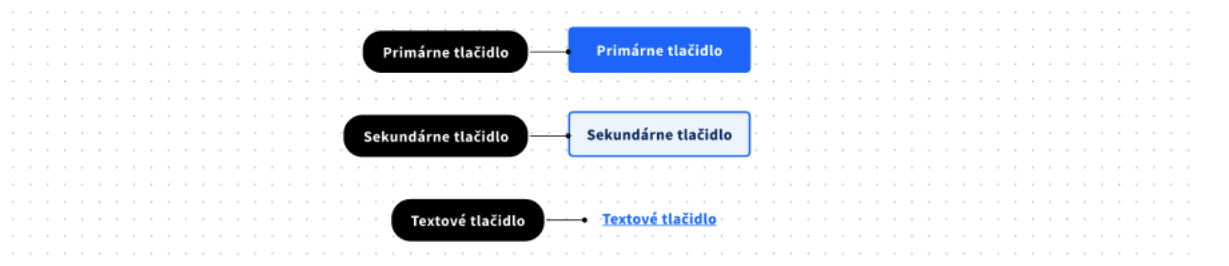 Primárne tlačidlo Primárne tlačidlo
Sekundárne tlačidlo Sekundárne tlačidlo
Textové tlačidlo Textové tlačidlo